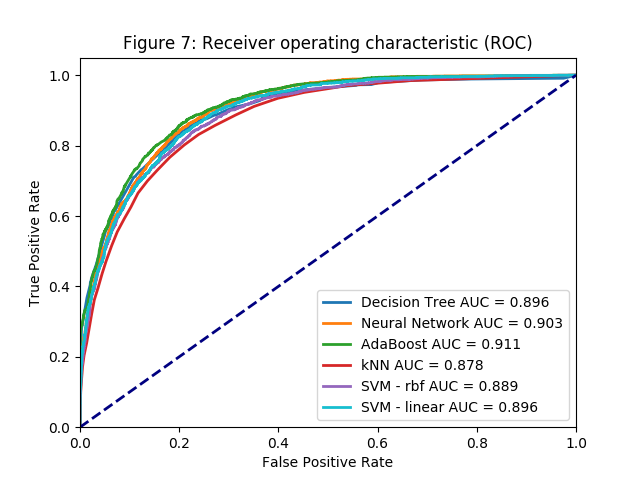 Figure 7: Receiver operating characteristic (ROC)
True Positive Rate
1.0
0.8
0.6
0.4
0.2
0.0
Decision Tree AUC = 0.896
Neural Network AUC = 0.903
AdaBoost AUC = 0.911
kNN AUC = 0.878
SVM - rbf AUC = 0.889
SVM - linear AUC = 0.896
0.0 0.2 0.4 0.6 0.8 1.0
False Positive Rate